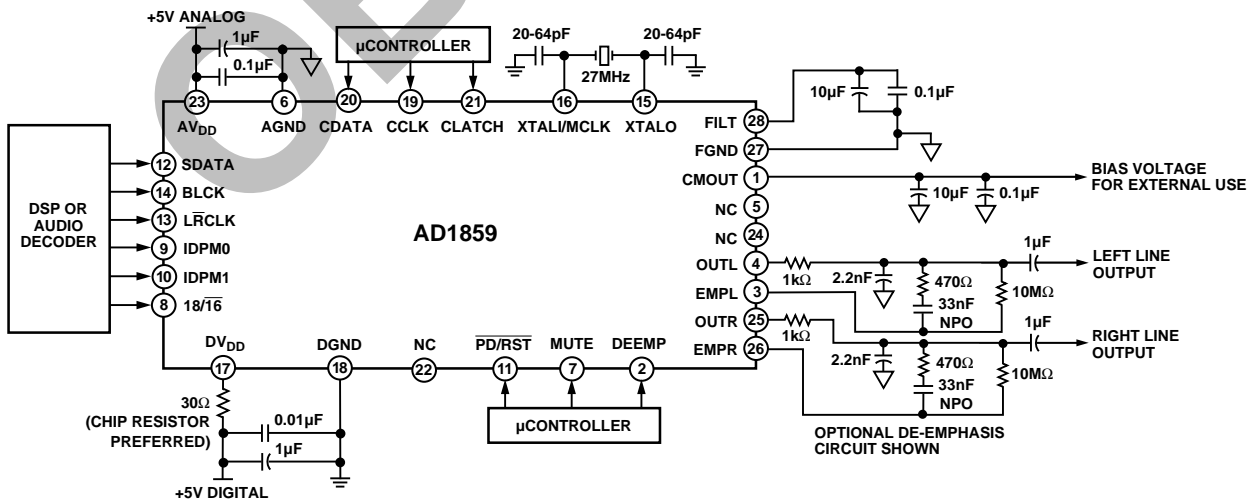 +5V ANALOG
1µF
0.1µF
µCONTROLLER
20-64pF
20-64pF
27MHz
23
6
20
19
21
16
15
AVDD
AGND
CDATA
CCLK
CLATCH
XTALI/MCLK
XTALO
DSP OR
AUDIO
DECODER
12 SDATA
14 BLCK
13 LRCLK
9 IDPM0
10 IDPM1
8 18/16
AD1859
FILT 28
FGND 27
CMOUT 1
NC 5
NC 24
OUTL 4
EMPL 3
OUTR 25
EMPR 26
10µF
0.1µF
10µF
0.1µF
BIAS VOLTAGE
FOR EXTERNAL USE
1kΩ
2.2nF
470Ω
33nF
NPO
10MΩ
1µF
LEFT LINE
OUTPUT
1kΩ
2.2nF
470Ω
33nF
NPO
10MΩ
1µF
RIGHT LINE
OUTPUT
OPTIONAL DE-EMPHASIS
CIRCUIT SHOWN
DVDD
DGND
NC
PD/RST
MUTE
DEEMP
17
18
22
11
7
2
30Ω
(CHIP RESISTOR
PREFERRED)
0.01µF
1µF
+5V DIGITAL
µCONTROLLER